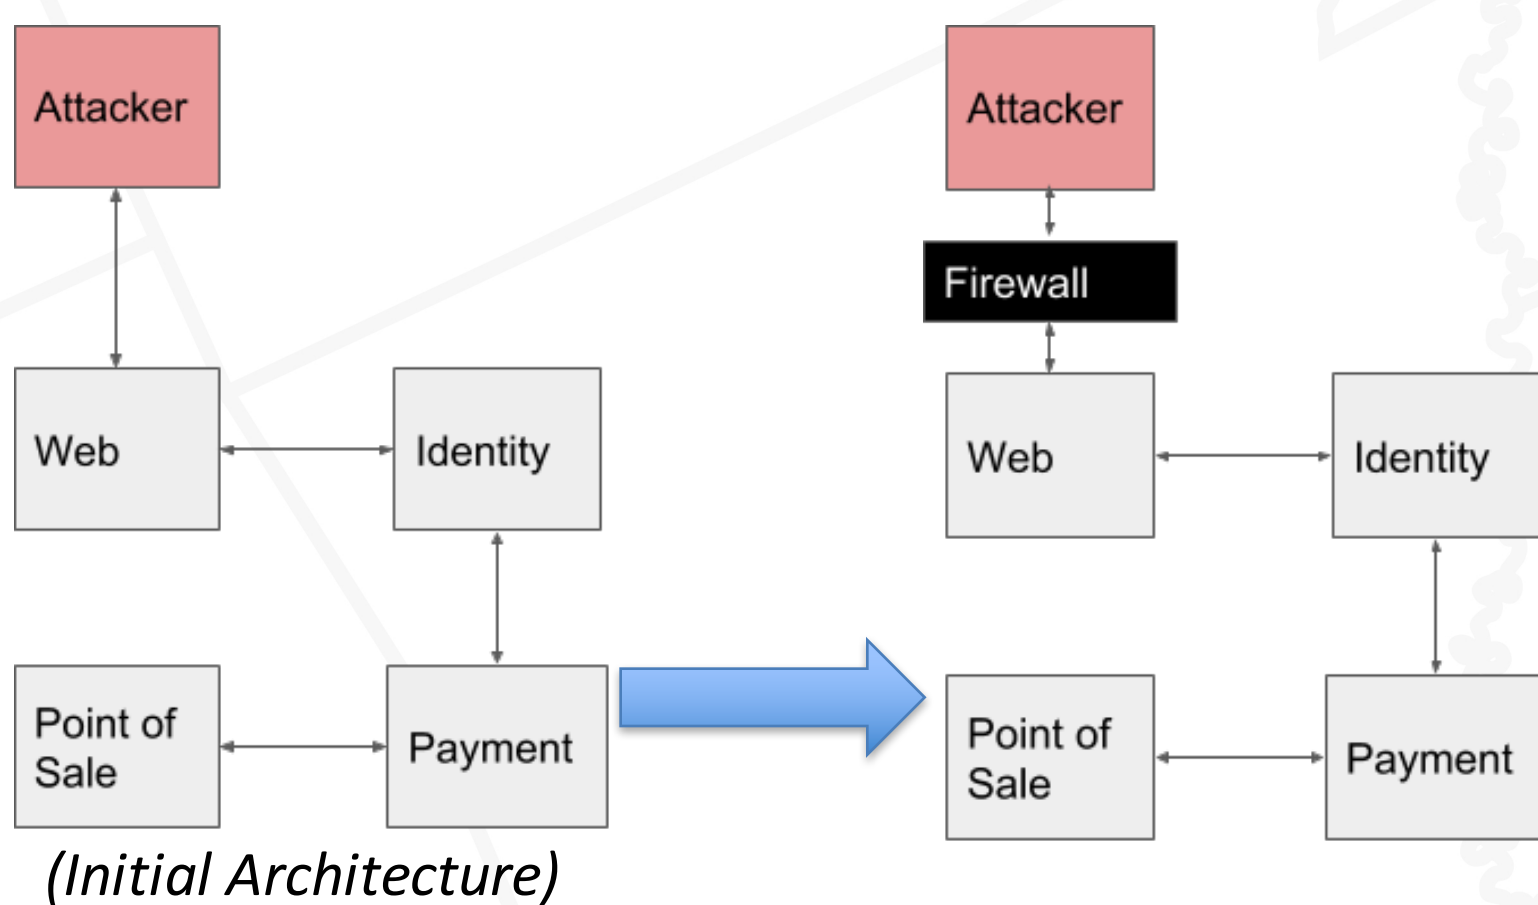 Attacker
Web
Identity
Point of
Sale
Payment
(Initial Architecture)
Attacker
Firewall
Web
Identity
Point of
Sale
Payment